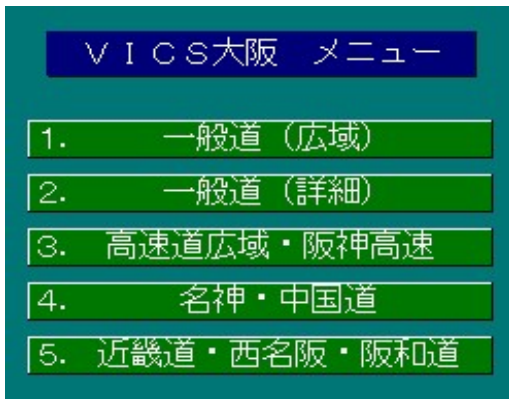 VICS大阪　メニュー
1.　一般道（広域）
2.　一般道（詳細）
3.　高速道広域・阪神高速
4.　名神・中国道
5.　近畿道・西名阪・阪和道